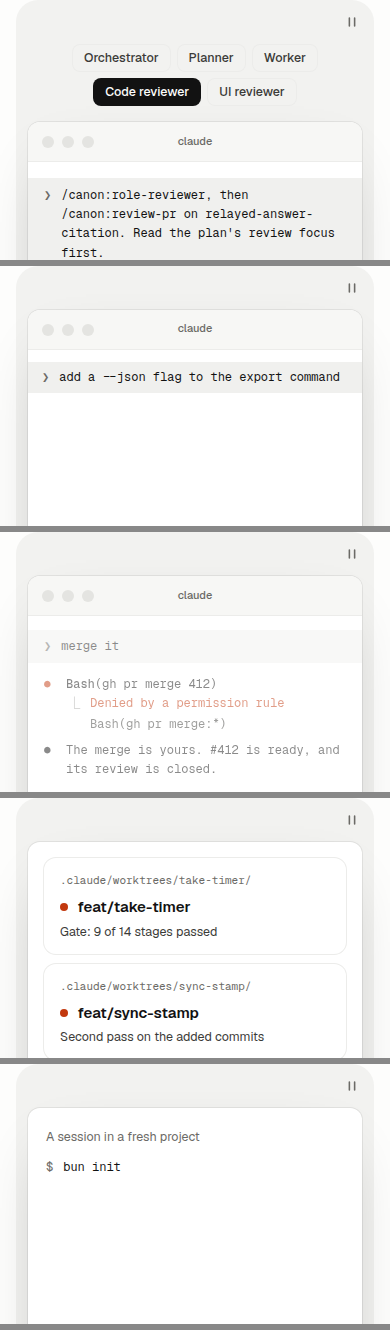 Orchestrator Planner Worker
Code reviewer UI reviewer
claude
❯ /canon:role-reviewer, then
/canon:review-pr on relayed-answer-
citation. Read the plan's review focus
first.
claude
❯ add a --json flag to the export command
claude
❯ merge it
● Bash(gh pr merge 412)
Denied by a permission rule
Bash(gh pr merge:*)
● The merge is yours. #412 is ready, and
its review is closed.
.claude/worktrees/take-timer/
feat/take-timer
Gate: 9 of 14 stages passed
.claude/worktrees/sync-stamp/
feat/sync-stamp
Second pass on the added commits
A session in a fresh project
$ bun init